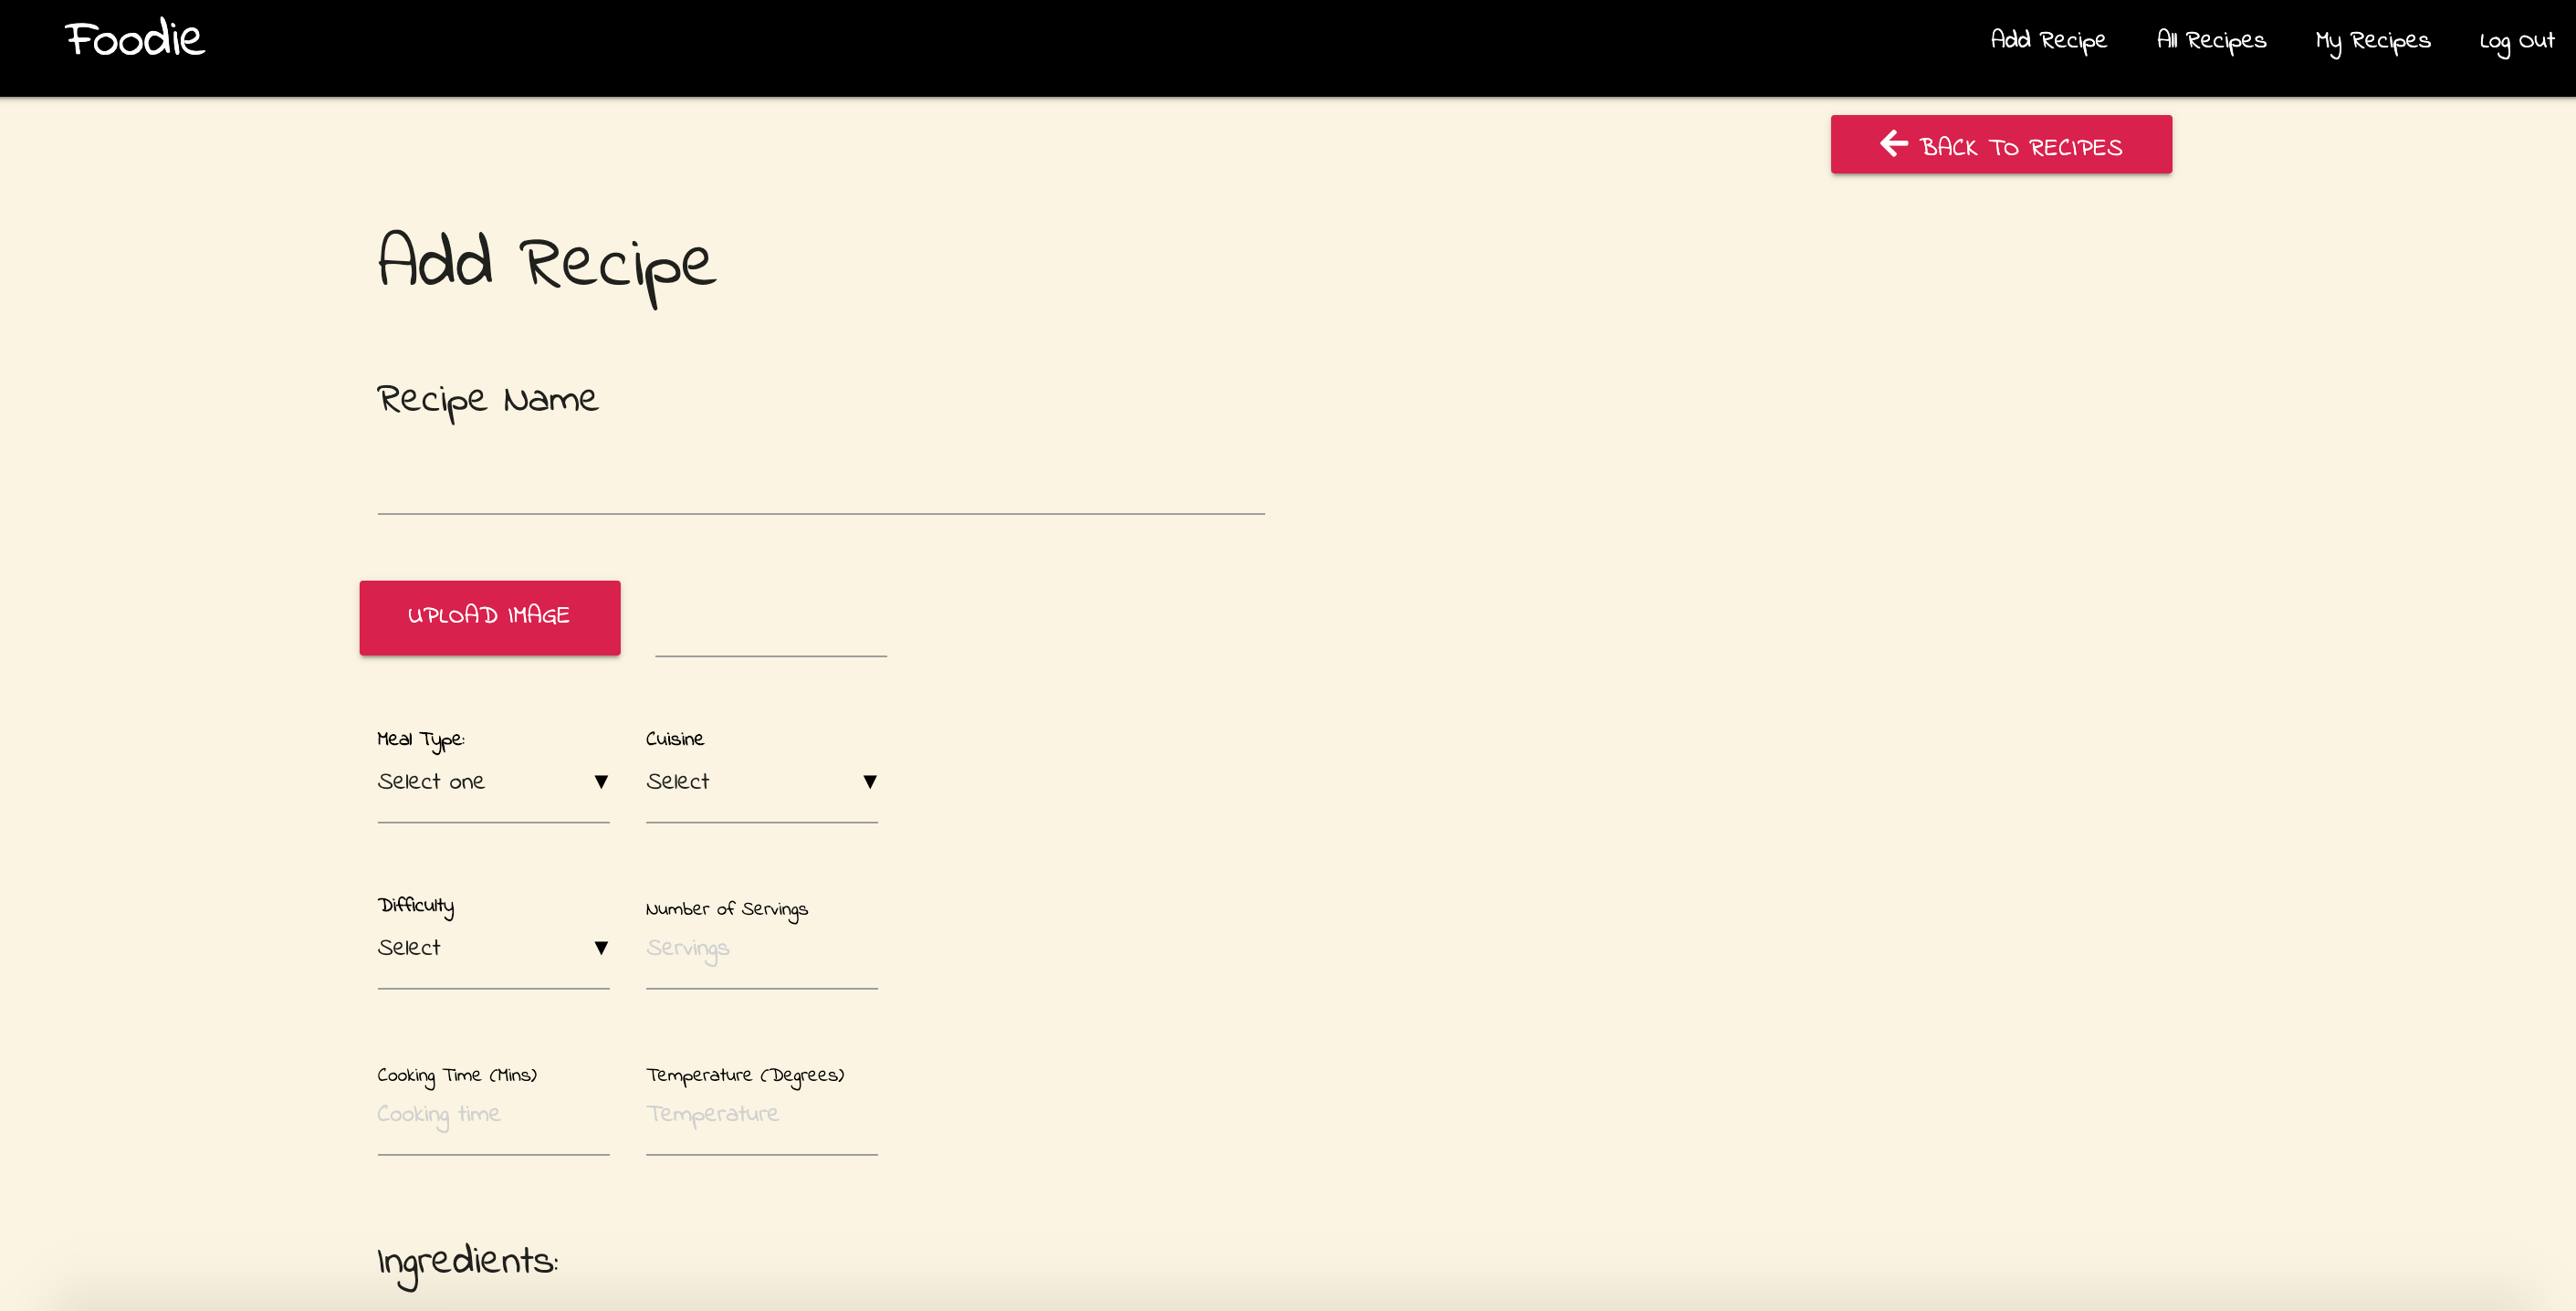 Foodie Add Recipe All Recipes My Recipes Log Out
BACK TO RECIPES
Add Recipe
Recipe Name
UPLOAD IMAGE
Meal Type: Cuisine
Select one Select
Difficulty Number of Servings
Select Servings
Cooking Time (Mins) Temperature (Degrees)
Cooking time Temperature
Ingredients: